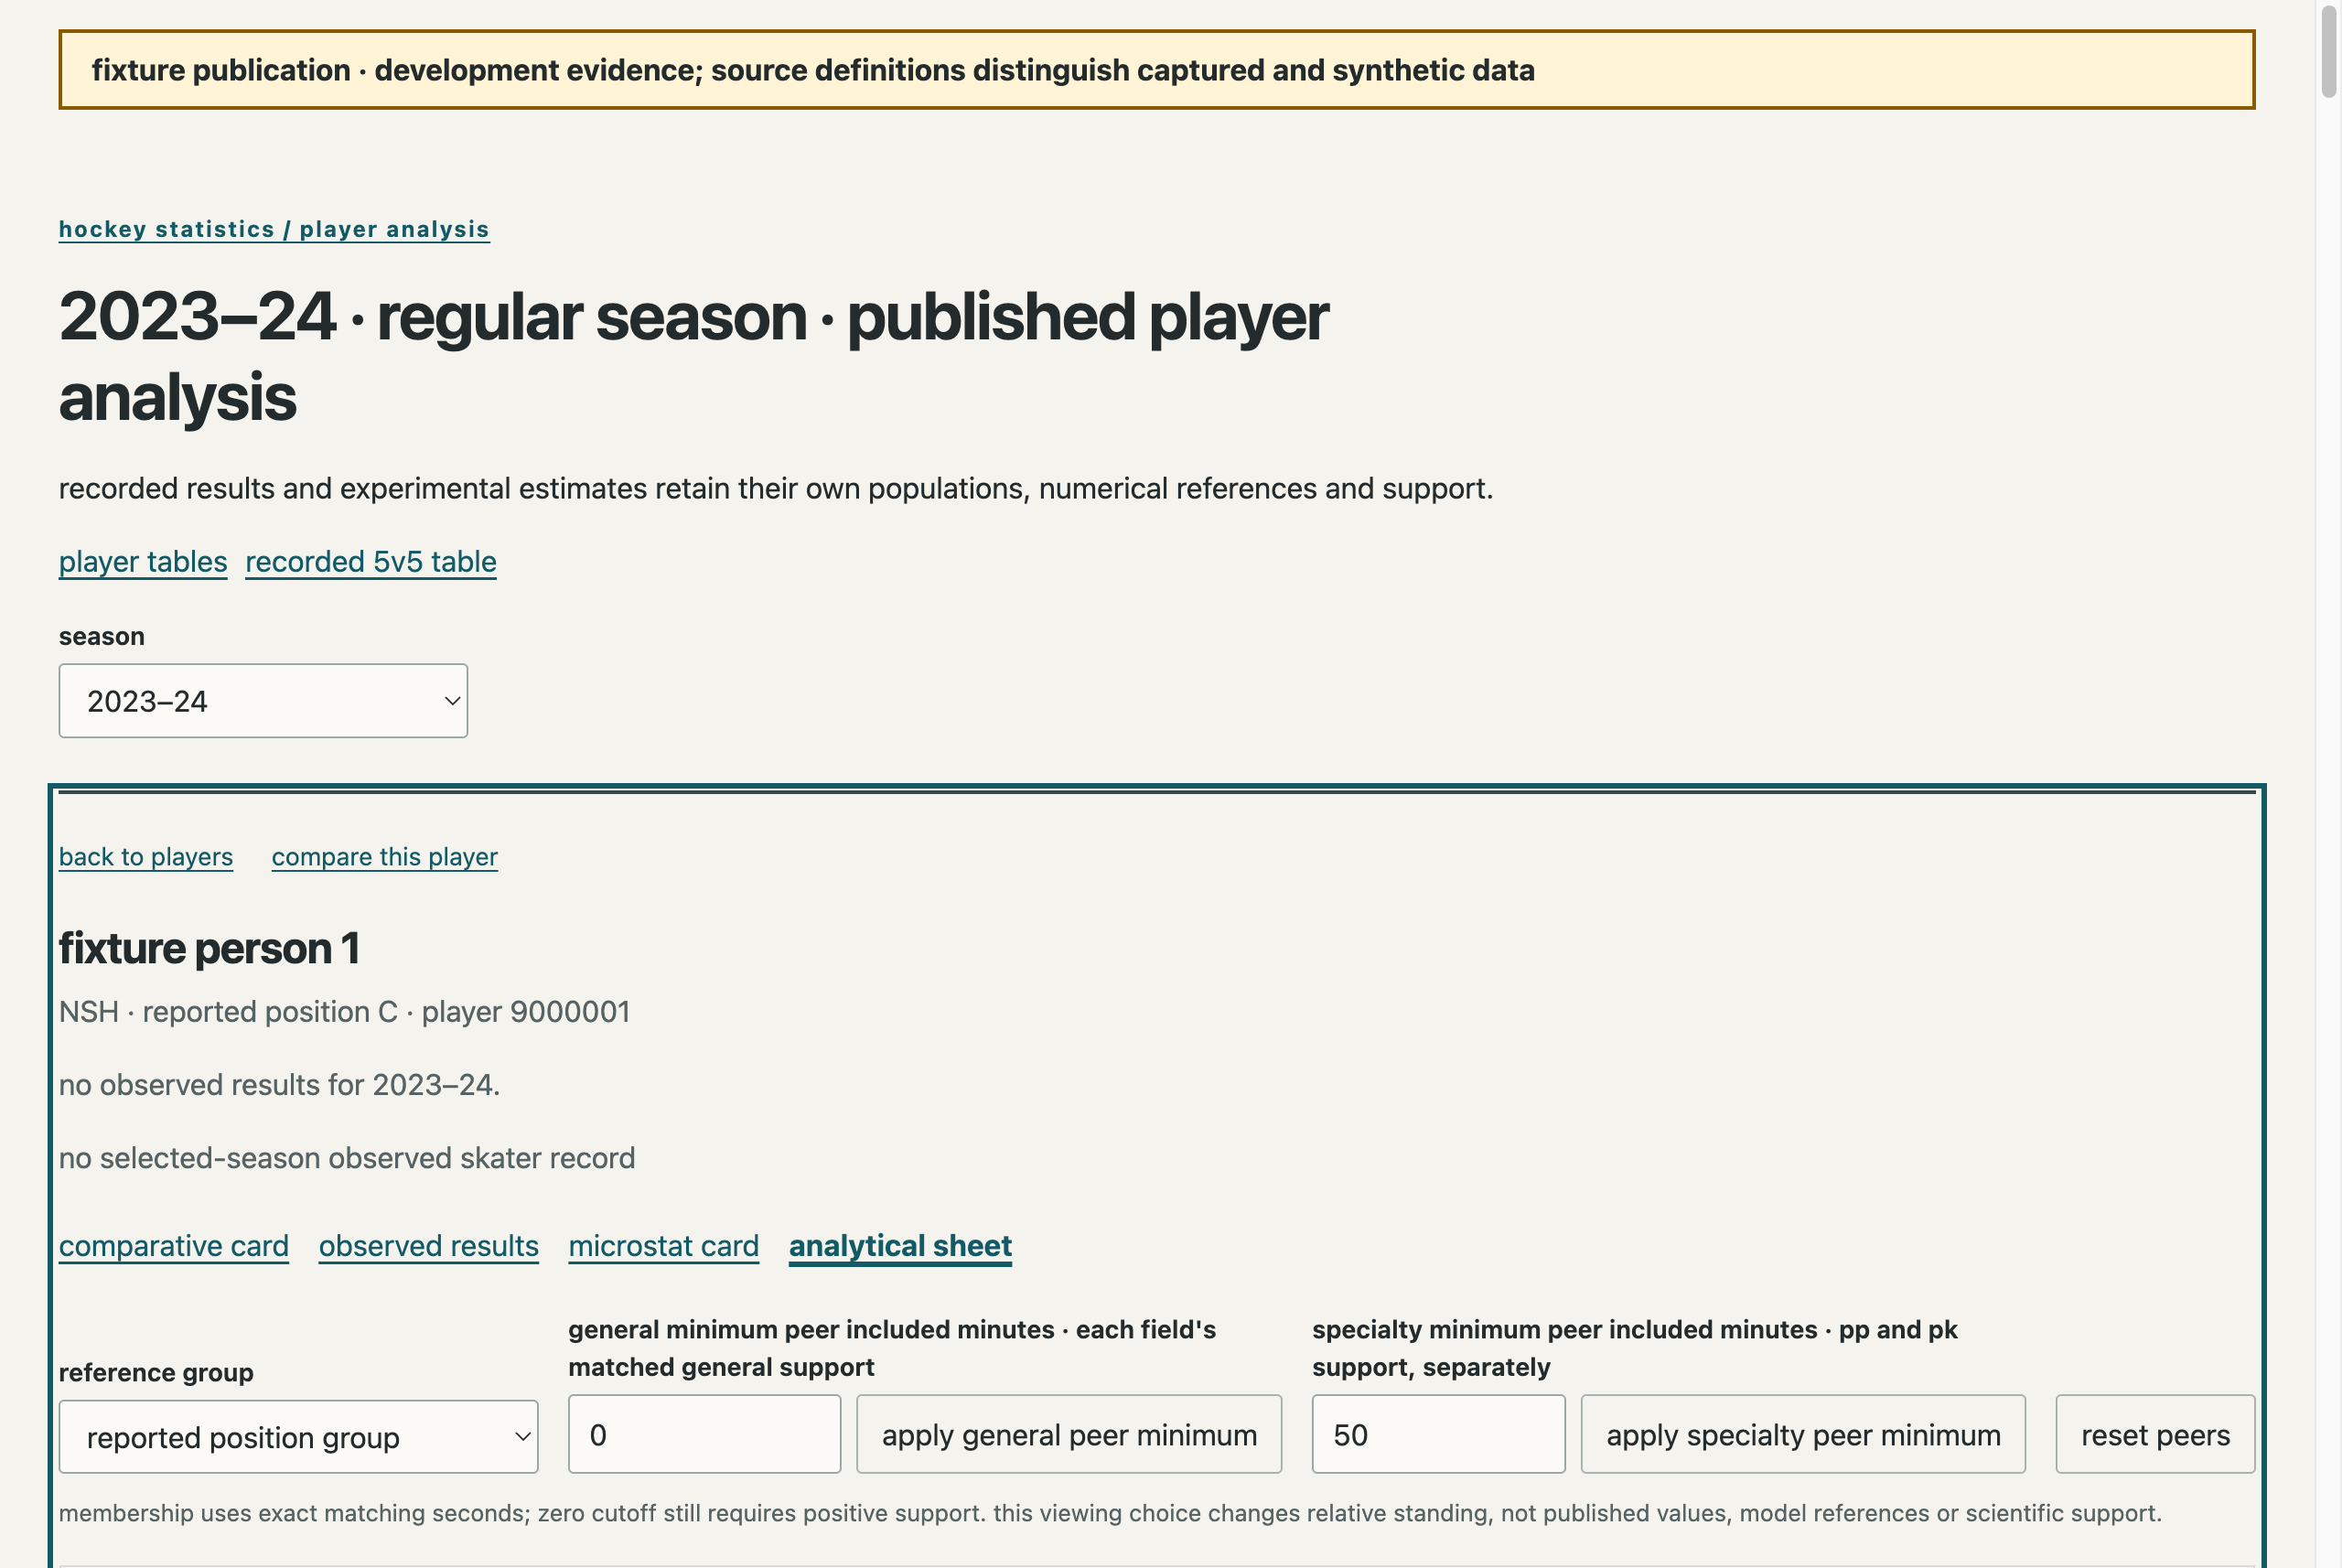 fixture publication · development evidence; source definitions distinguish captured and synthetic data
hockey statistics / player analysis
2023–24 · regular season · published player
analysis
recorded results and experimental estimates retain their own populations, numerical references and support.
player tables recorded 5v5 table
season
2023–24
back to players compare this player
fixture person 1
NSH · reported position C · player 9000001
no observed results for 2023–24.
no selected-season observed skater record
comparative card observed results microstat card analytical sheet
reference group
reported position group
general minimum peer included minutes · each field's
matched general support
0 apply general peer minimum
specialty minimum peer included minutes · pp and pk
support, separately
50 apply specialty peer minimum
reset peers
membership uses exact matching seconds; zero cutoff still requires positive support. this viewing choice changes relative standing, not published values, model references or scientific support.